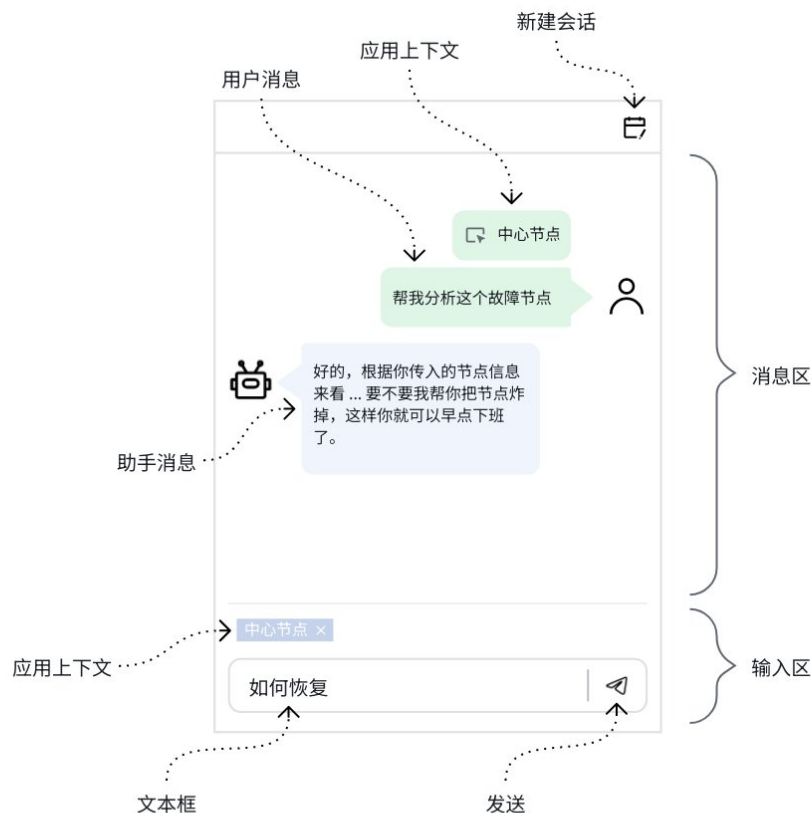 新建会话
应用上下文
用户消息
中心节点
帮我分析这个故障节点
好的，根据你传入的节点信息
来看 ... 要不要我帮你把节点炸
掉，这样你就可以早点下班
了。
消息区
助手消息
中心节点 ×
应用上下文
输入区
如何恢复
文本框
发送